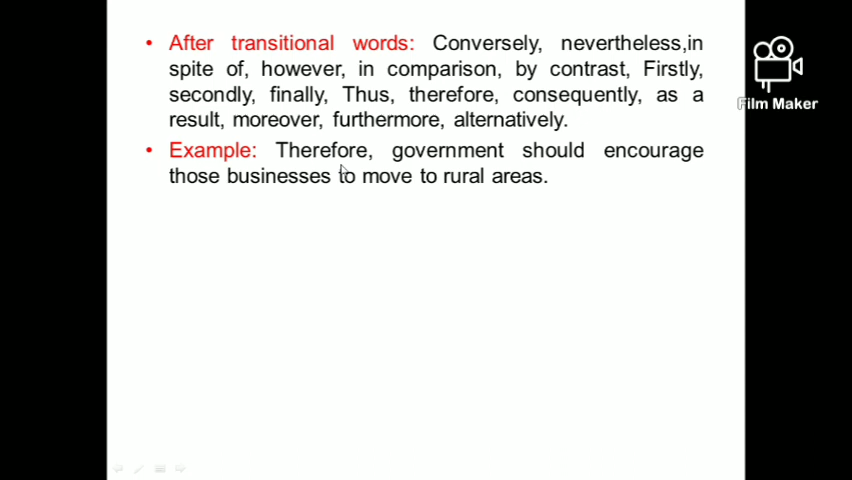 • After transitional words: Conversely, nevertheless,in
spite of, however, in comparison, by contrast, Firstly,
secondly, finally, Thus, therefore, consequently, as a
result, moreover, furthermore, alternatively.
• Example: Therefore, government should encourage
those businesses to move to rural areas.
Film Maker